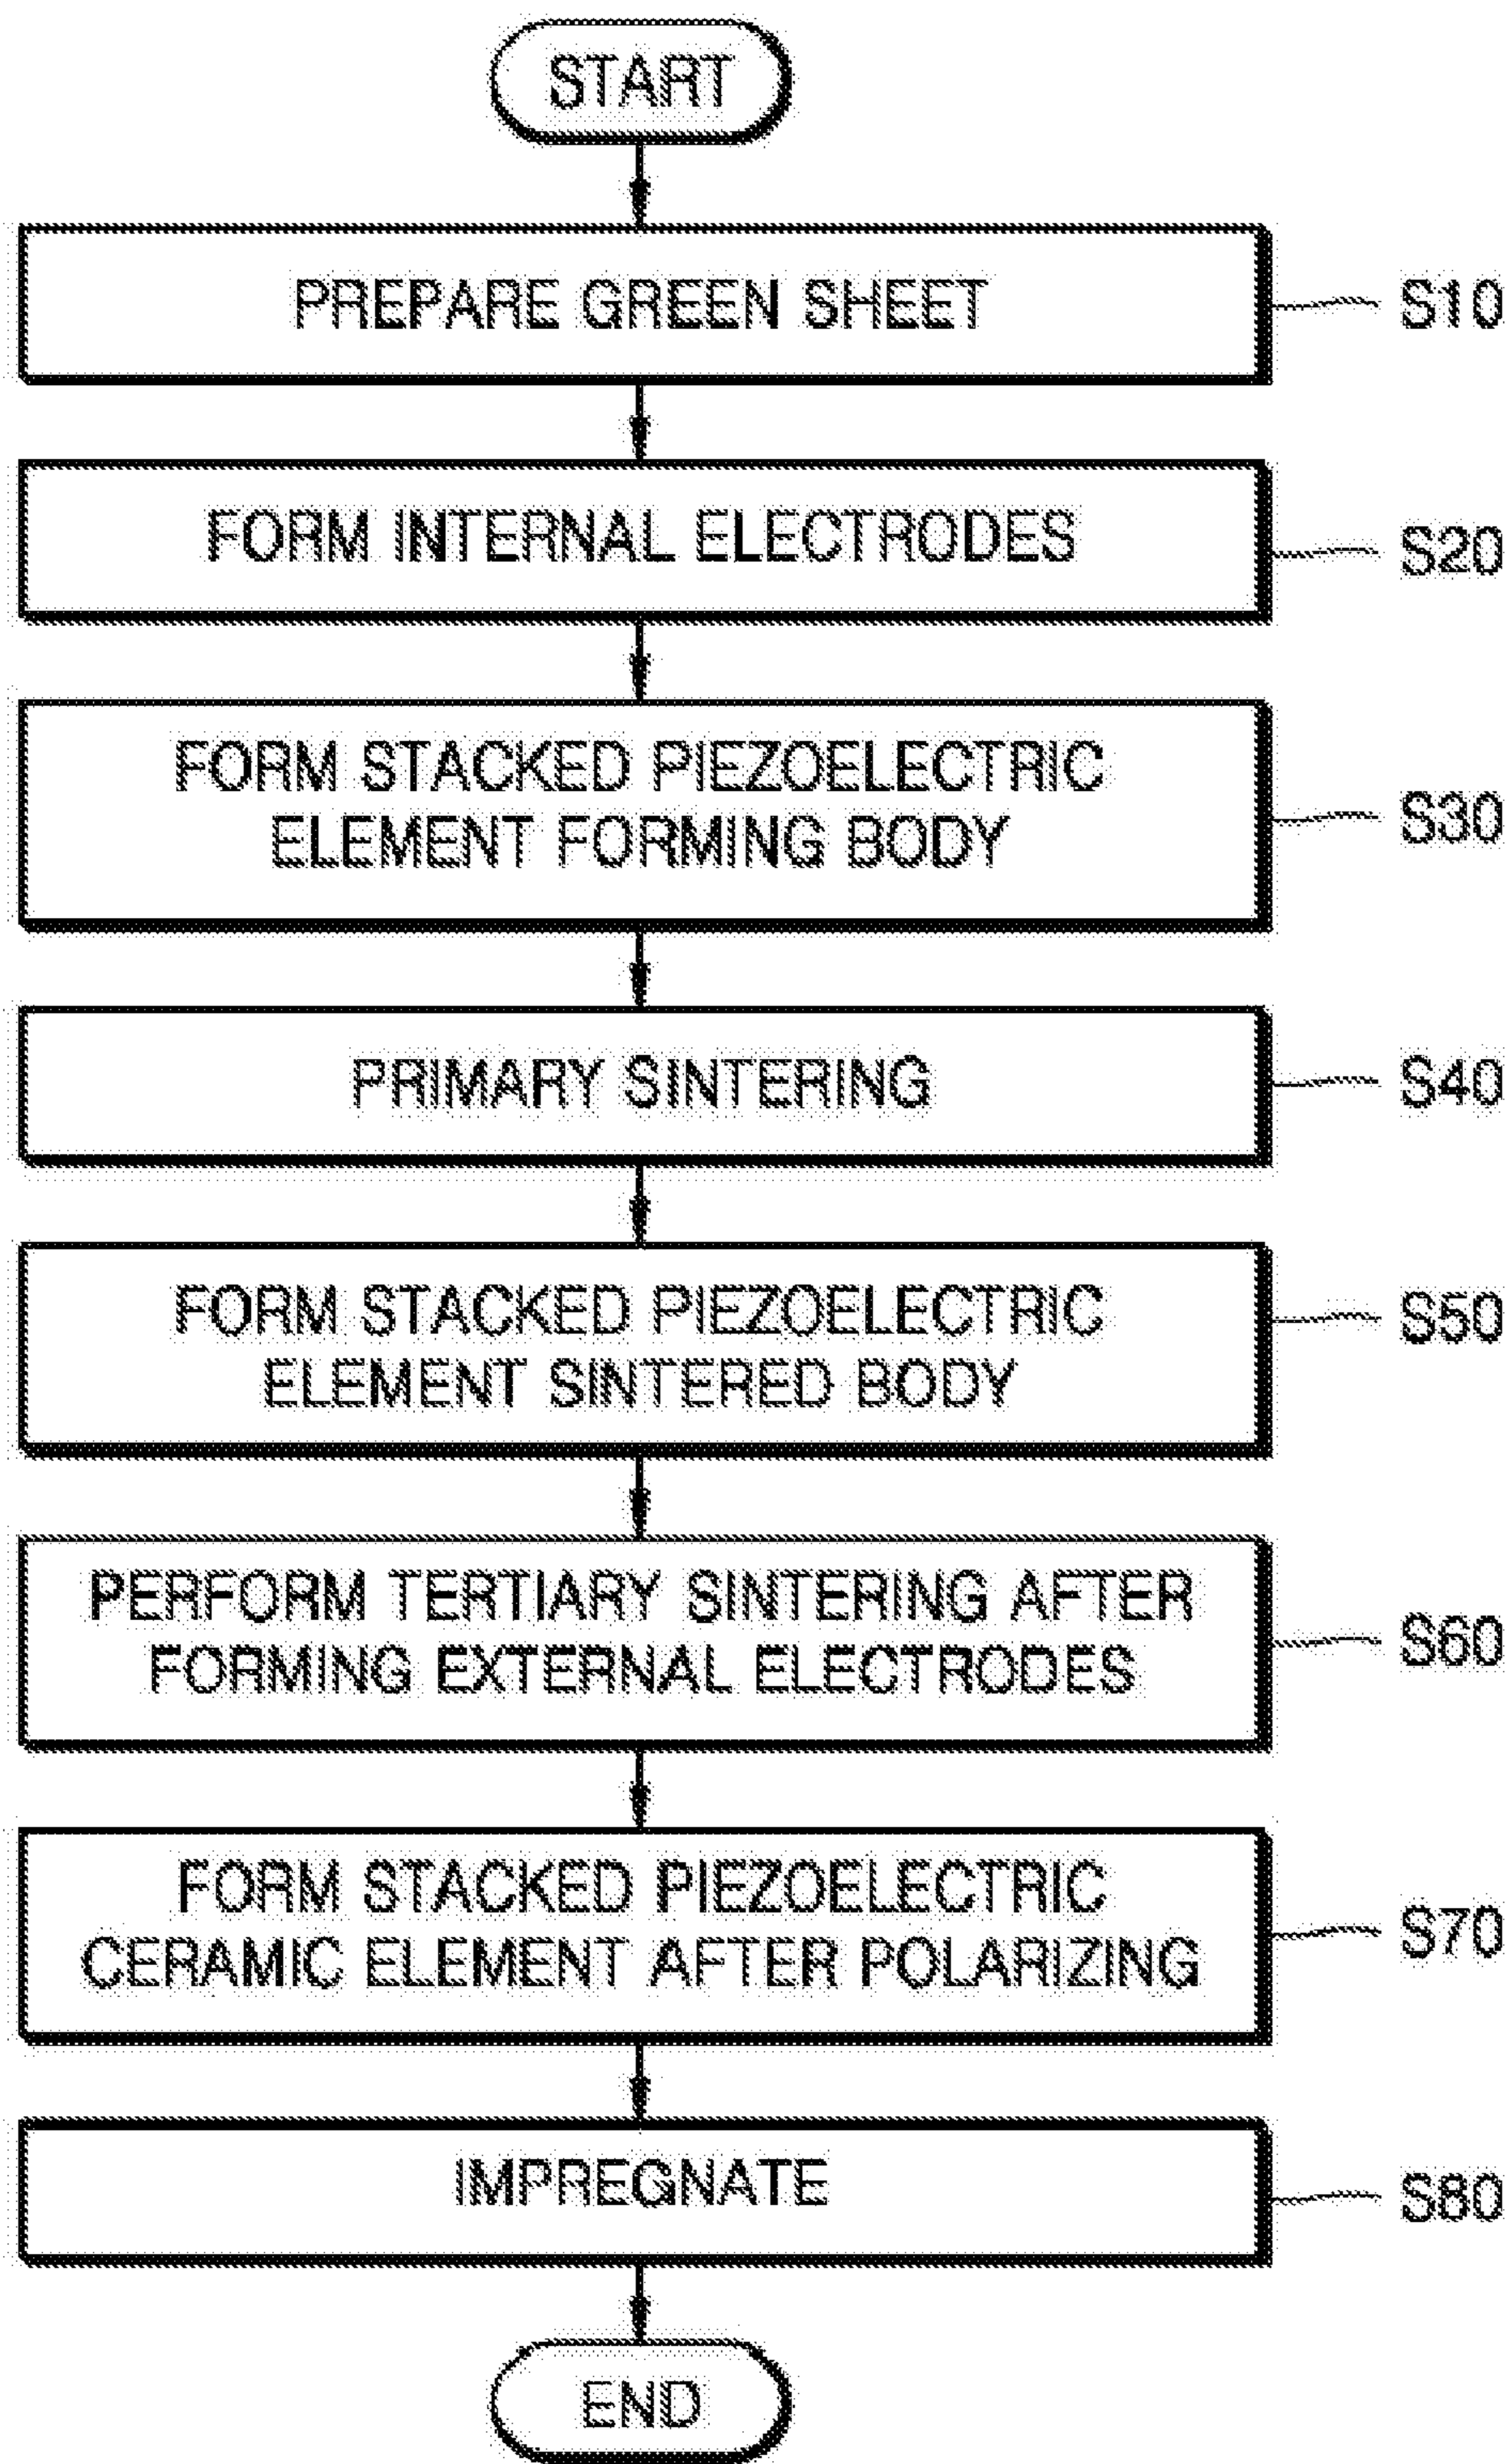 START
PREPARE GREEN SHEET
S10
FORM INTERNAL ELECTRODES
S20
FORM STACKED PIEZOELECTRIC
ELEMENT FORMING BODY
S30
PRIMARY SINTERING
S40
FORM STACKED PIEZOELECTRIC
ELEMENT SINTERED BODY
S50
PERFORM TERTIARY SINTERING AFTER
FORMING EXTERNAL ELECTRODES
S60
FORM STACKED PIEZOELECTRIC
CERAMIC ELEMENT AFTER POLARIZING
S70
IMPREGNATE
S80
END